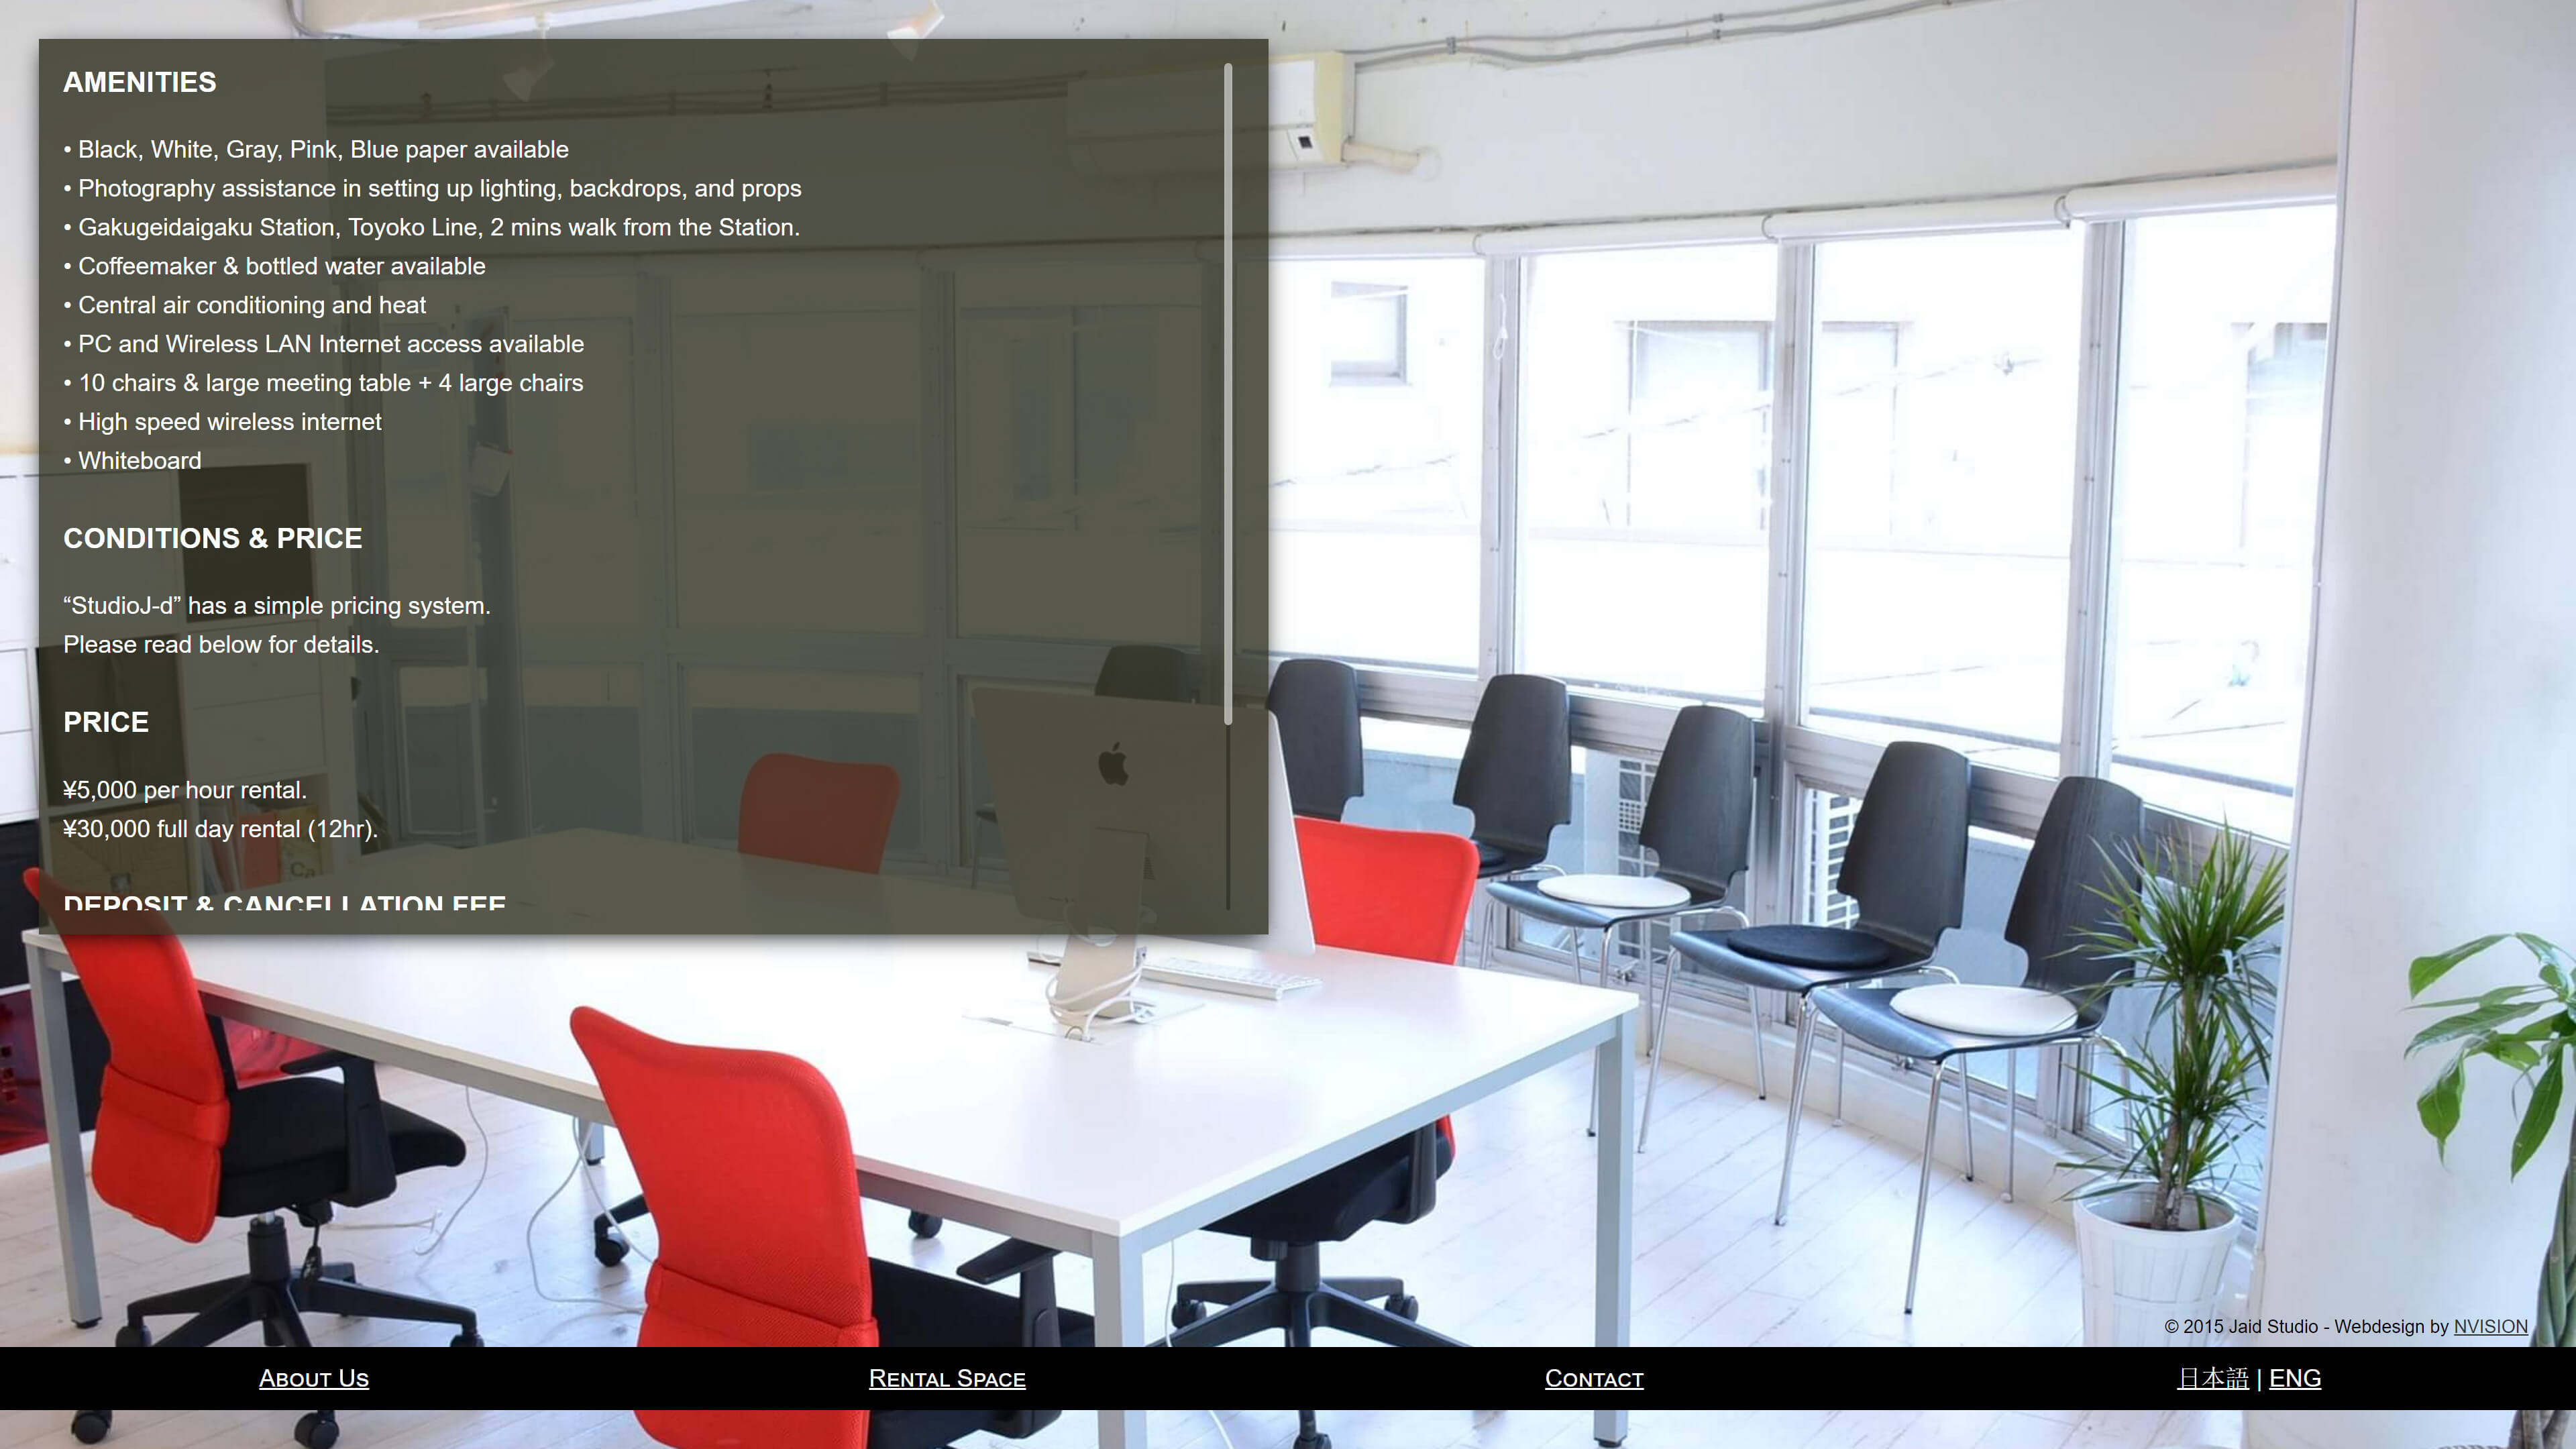 AMENITIES
• Black, White, Gray, Pink, Blue paper available
• Photography assistance in setting up lighting, backdrops, and props
• Gakugeidaigaku Station, Toyoko Line, 2 mins walk from the Station.
• Coffeemaker & bottled water available
• Central air conditioning and heat
• PC and Wireless LAN Internet access available
• 10 chairs & large meeting table + 4 large chairs
• High speed wireless internet
• Whiteboard
CONDITIONS & PRICE
“StudioJ-d” has a simple pricing system.
Please read below for details.
PRICE
¥5,000 per hour rental.
¥30,000 full day rental (12hr).
DEPOSIT & CANCELLATION FEE
© 2015 Jaid Studio - Webdesign by NVISION
About Us
Rental Space
Contact
日本語 | ENG